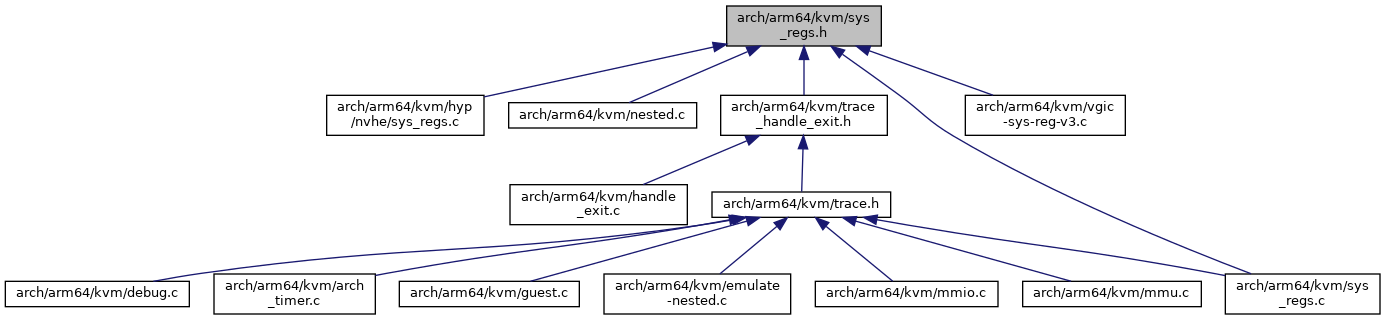 arch/arm64/kvm/sys
_regs.h
arch/arm64/kvm/hyp
/nvhe/sys_regs.c
arch/arm64/kvm/nested.c
arch/arm64/kvm/trace
_handle_exit.h
arch/arm64/kvm/vgic
-sys-reg-v3.c
arch/arm64/kvm/handle
_exit.c
arch/arm64/kvm/trace.h
arch/arm64/kvm/debug.c
arch/arm64/kvm/arch
_timer.c
arch/arm64/kvm/guest.c
arch/arm64/kvm/emulate
-nested.c
arch/arm64/kvm/mmio.c
arch/arm64/kvm/mmu.c
arch/arm64/kvm/sys
_regs.c